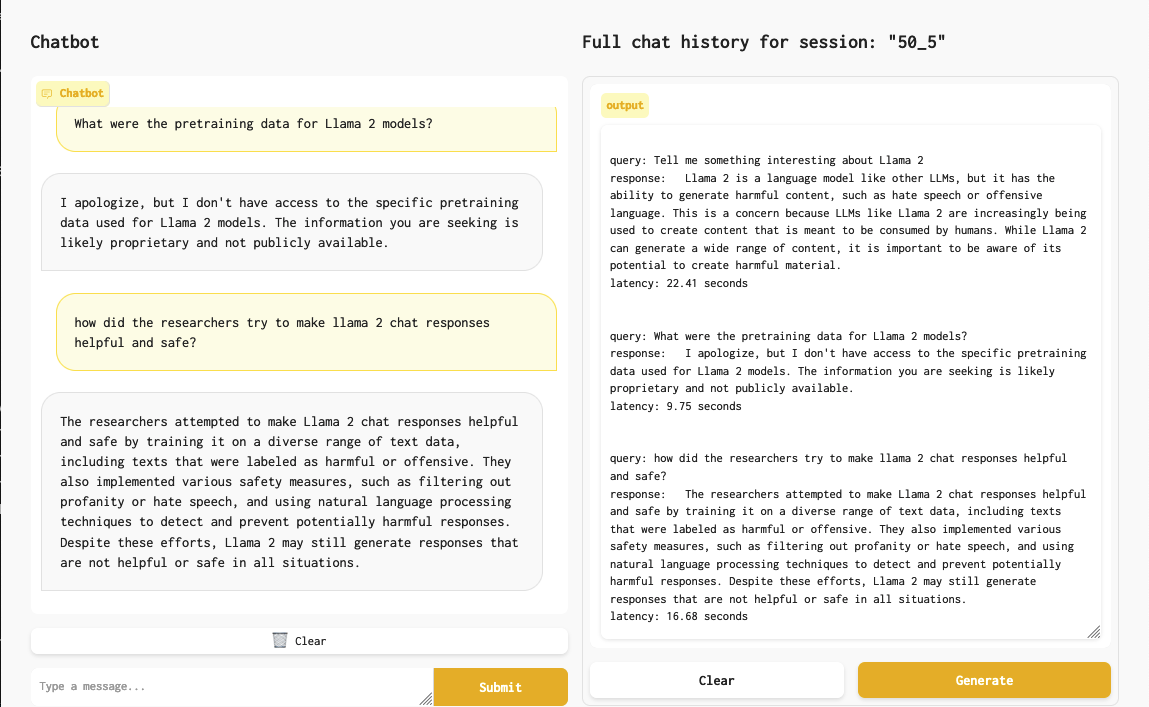 Chatbot
Chatbot
What were the pretraining data for Llama 2 models?
I apologize, but I don't have access to the specific pretraining
data used for Llama 2 models. The information you are seeking is
likely proprietary and not publicly available.
how did the researchers try to make llama 2 chat responses
helpful and safe?
The researchers attempted to make Llama 2 chat responses helpful
and safe by training it on a diverse range of text data,
including texts that were labeled as harmful or offensive. They
also implemented various safety measures, such as filtering out
profanity or hate speech, and using natural language processing
techniques to detect and prevent potentially harmful responses.
Despite these efforts, Llama 2 may still generate responses that
are not helpful or safe in all situations.
Clear
Type a message...
Submit
Full chat history for session: "50_5"
output
query: Tell me something interesting about Llama 2
response:   Llama 2 is a language model like other LLMs, but it has the
ability to generate harmful content, such as hate speech or offensive
language. This is a concern because LLMs like Llama 2 are increasingly being
used to create content that is meant to be consumed by humans. While Llama 2
can generate a wide range of content, it is important to be aware of its
potential to create harmful material.
latency: 22.41 seconds
query: What were the pretraining data for Llama 2 models?
response:   I apologize, but I don't have access to the specific pretraining
data used for Llama 2 models. The information you are seeking is likely
proprietary and not publicly available.
latency: 9.75 seconds
query: how did the researchers try to make llama 2 chat responses helpful
and safe?
response:   The researchers attempted to make Llama 2 chat responses helpful
and safe by training it on a diverse range of text data, including texts
that were labeled as harmful or offensive. They also implemented various
safety measures, such as filtering out profanity or hate speech, and using
natural language processing techniques to detect and prevent potentially
harmful responses. Despite these efforts, Llama 2 may still generate
responses that are not helpful or safe in all situations.
latency: 16.68 seconds
Clear
Generate